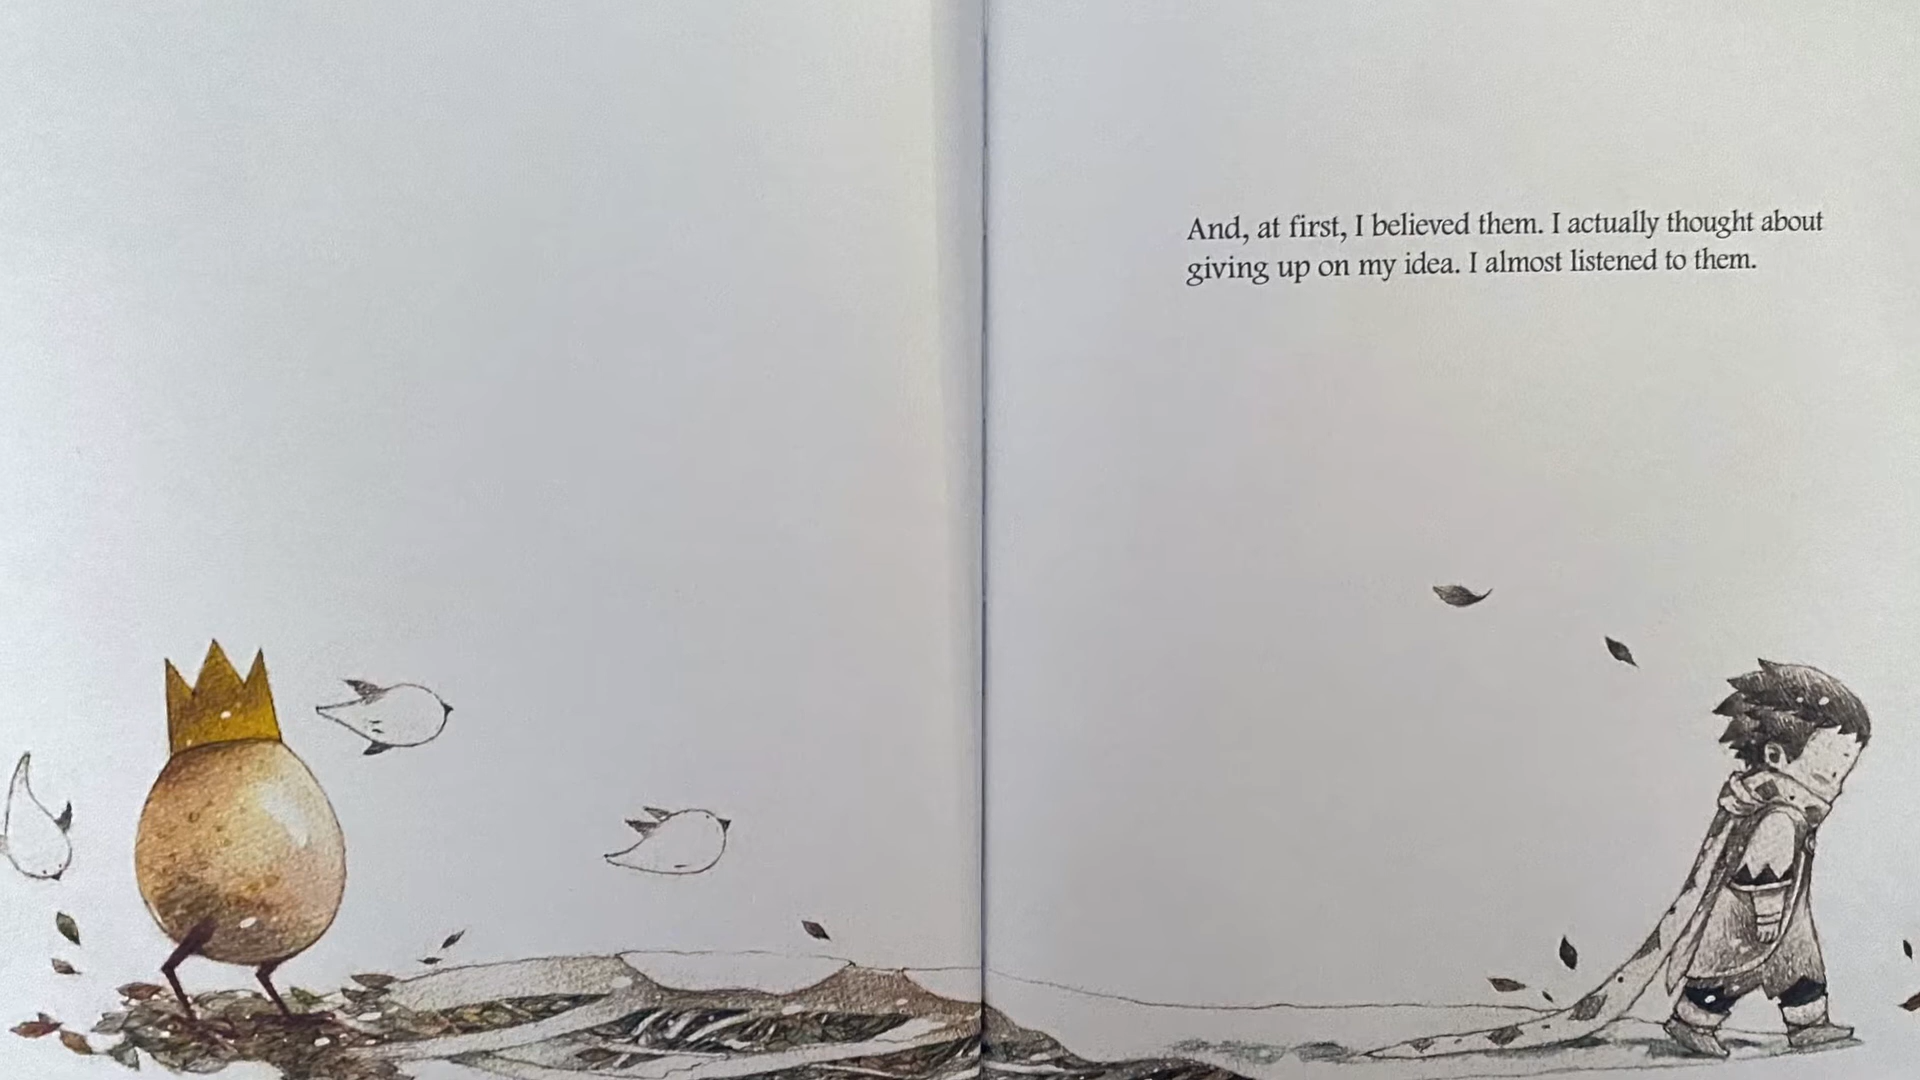 And, at first, I believed them. I actually thought about
giving up on my idea. I almost listened to them.